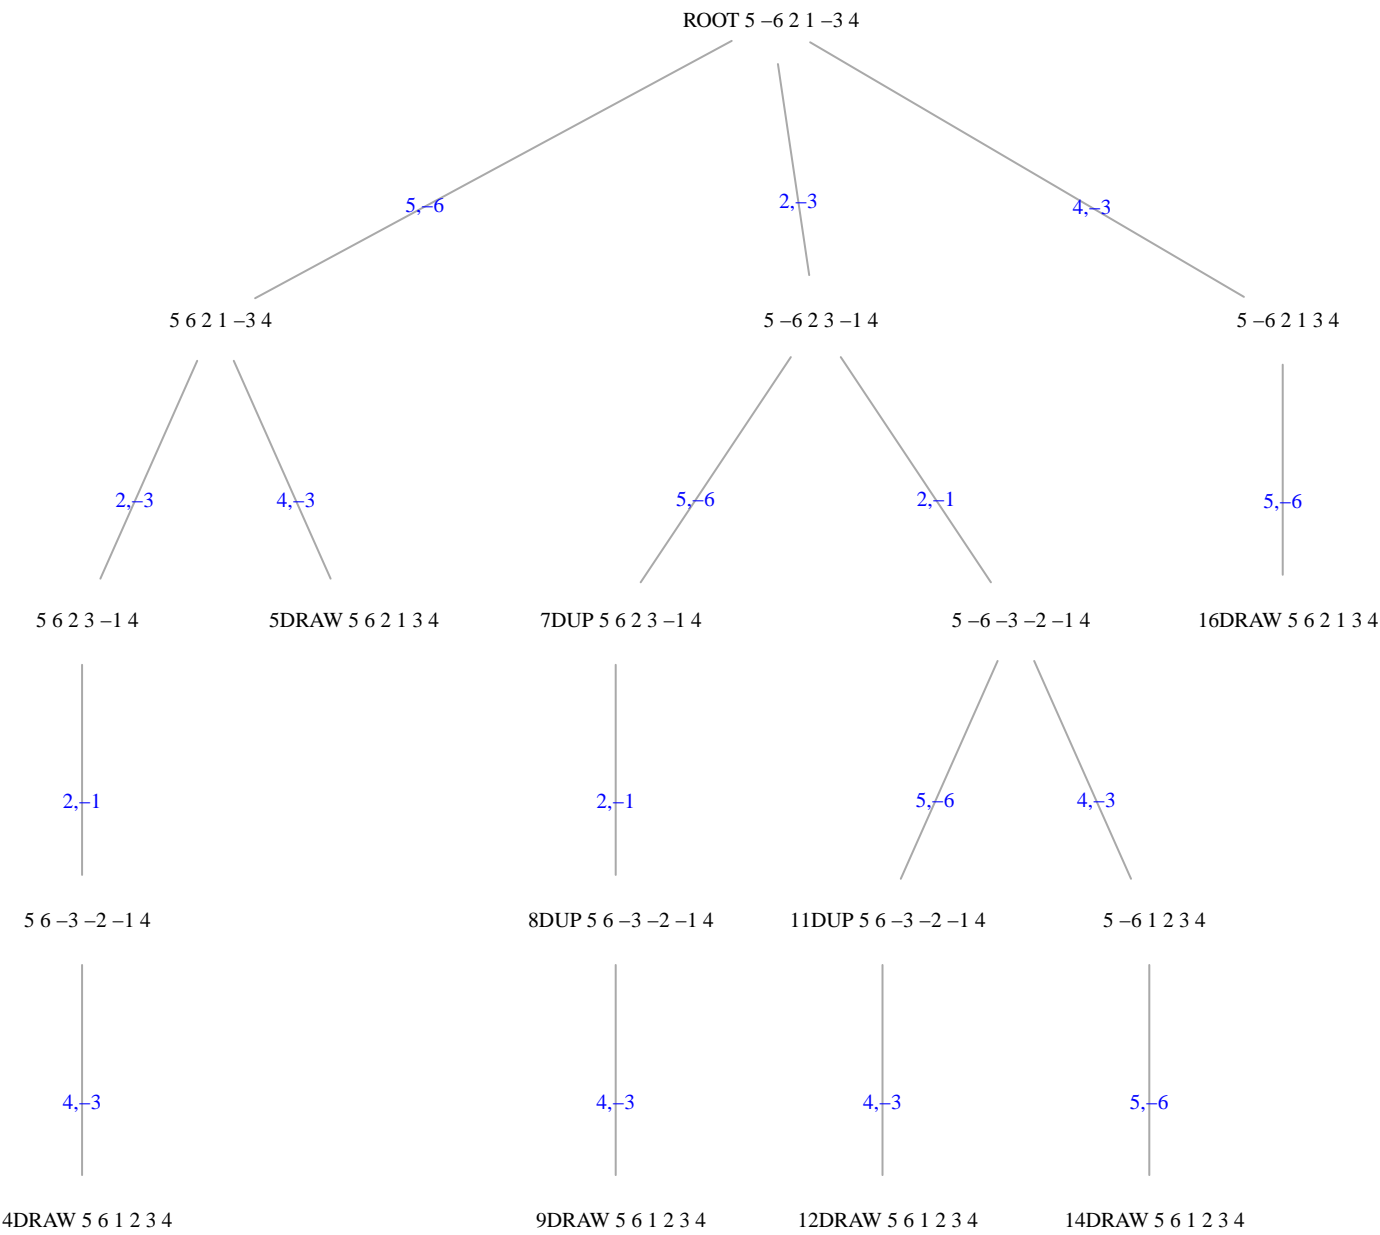 ROOT 5 –6 2 1 –3 4
5,–6
2,–3
4,–3
5 6 2 1 –3 4
5 –6 2 3 –1 4
5 –6 2 1 3 4
2,–3
4,–3
5,–6
2,–1
5,–6
5 6 2 3 –1 4
5DRAW 5 6 2 1 3 4
7DUP 5 6 2 3 –1 4
5 –6 –3 –2 –1 4
16DRAW 5 6 2 1 3 4
2,–1
2,–1
5,–6
4,–3
5 6 –3 –2 –1 4
8DUP 5 6 –3 –2 –1 4
11DUP 5 6 –3 –2 –1 4
5 –6 1 2 3 4
4,–3
4,–3
4,–3
5,–6
4DRAW 5 6 1 2 3 4
9DRAW 5 6 1 2 3 4
12DRAW 5 6 1 2 3 4
14DRAW 5 6 1 2 3 4